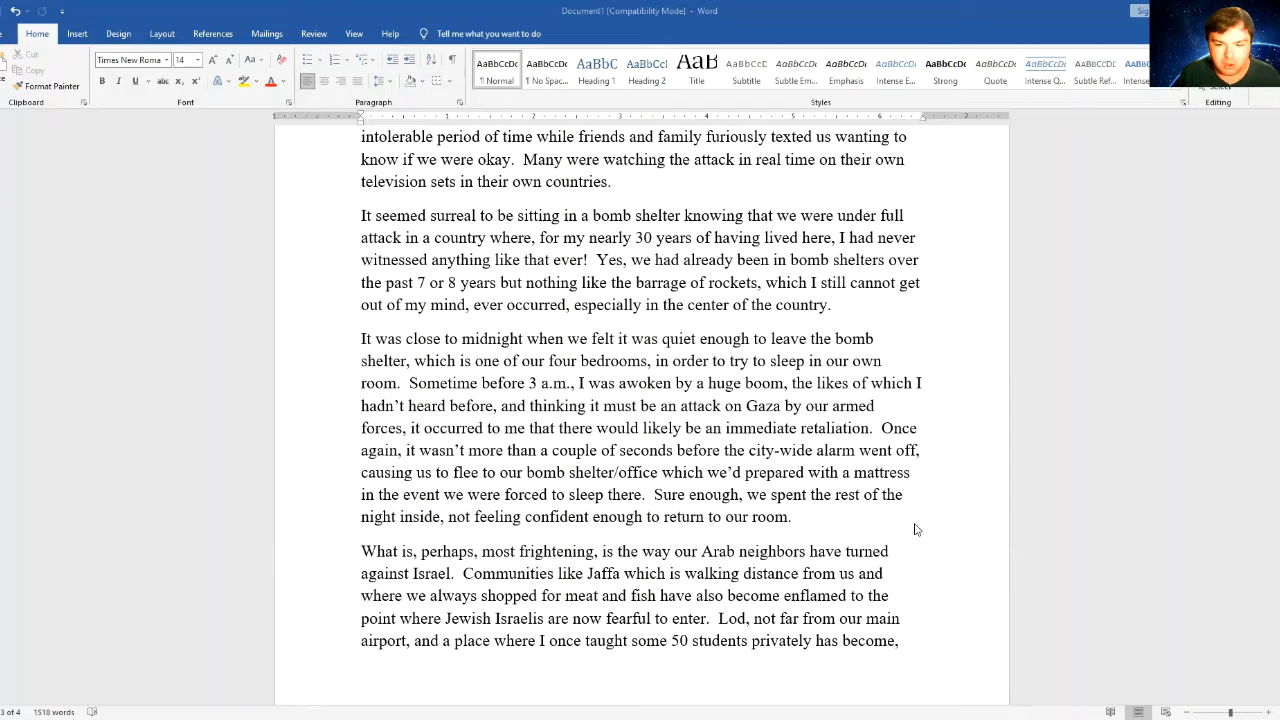 Document1 [Compatibility Mode] - Word
Home Insert Design Layout References Mailings Review View Help Tell me what you want to do
Cut
Copy
Format Painter
Clipboard
Times New Roma 14
Font
Paragraph
AaBbCcDc AaBbCcDc AaBbC AaBbCcI AaB AaBbCcD AaBbCcDc AaBbCcDc AaBbCcDc AaBbCcDc AaBbCcDc AaBbCcDc
¶ Normal ¶ No Spac... Heading 1 Heading 2 Title Subtitle Subtle Em... Emphasis Intense E... Strong Quote Intense Q... Subtle Ref... Intense
Styles
Editing
intolerable period of time while friends and family furiously texted us wanting to
know if we were okay. Many were watching the attack in real time on their own
television sets in their own countries.
It seemed surreal to be sitting in a bomb shelter knowing that we were under full
attack in a country where, for my nearly 30 years of having lived here, I had never
witnessed anything like that ever! Yes, we had already been in bomb shelters over
the past 7 or 8 years but nothing like the barrage of rockets, which I still cannot get
out of my mind, ever occurred, especially in the center of the country.
It was close to midnight when we felt it was quiet enough to leave the bomb
shelter, which is one of our four bedrooms, in order to try to sleep in our own
room. Sometime before 3 a.m., I was awoken by a huge boom, the likes of which I
hadn't heard before, and thinking it must be an attack on Gaza by our armed
forces, it occurred to me that there would likely be an immediate retaliation. Once
again, it wasn't more than a couple of seconds before the city-wide alarm went off,
causing us to flee to our bomb shelter/office which we'd prepared with a mattress
in the event we were forced to sleep there. Sure enough, we spent the rest of the
night inside, not feeling confident enough to return to our room.
What is, perhaps, most frightening, is the way our Arab neighbors have turned
against Israel. Communities like Jaffa which is walking distance from us and
where we always shopped for meat and fish have also become enflamed to the
point where Jewish Israelis are now fearful to enter. Lod, not far from our main
airport, and a place where I once taught some 50 students privately has become,
3 of 4 1518 words